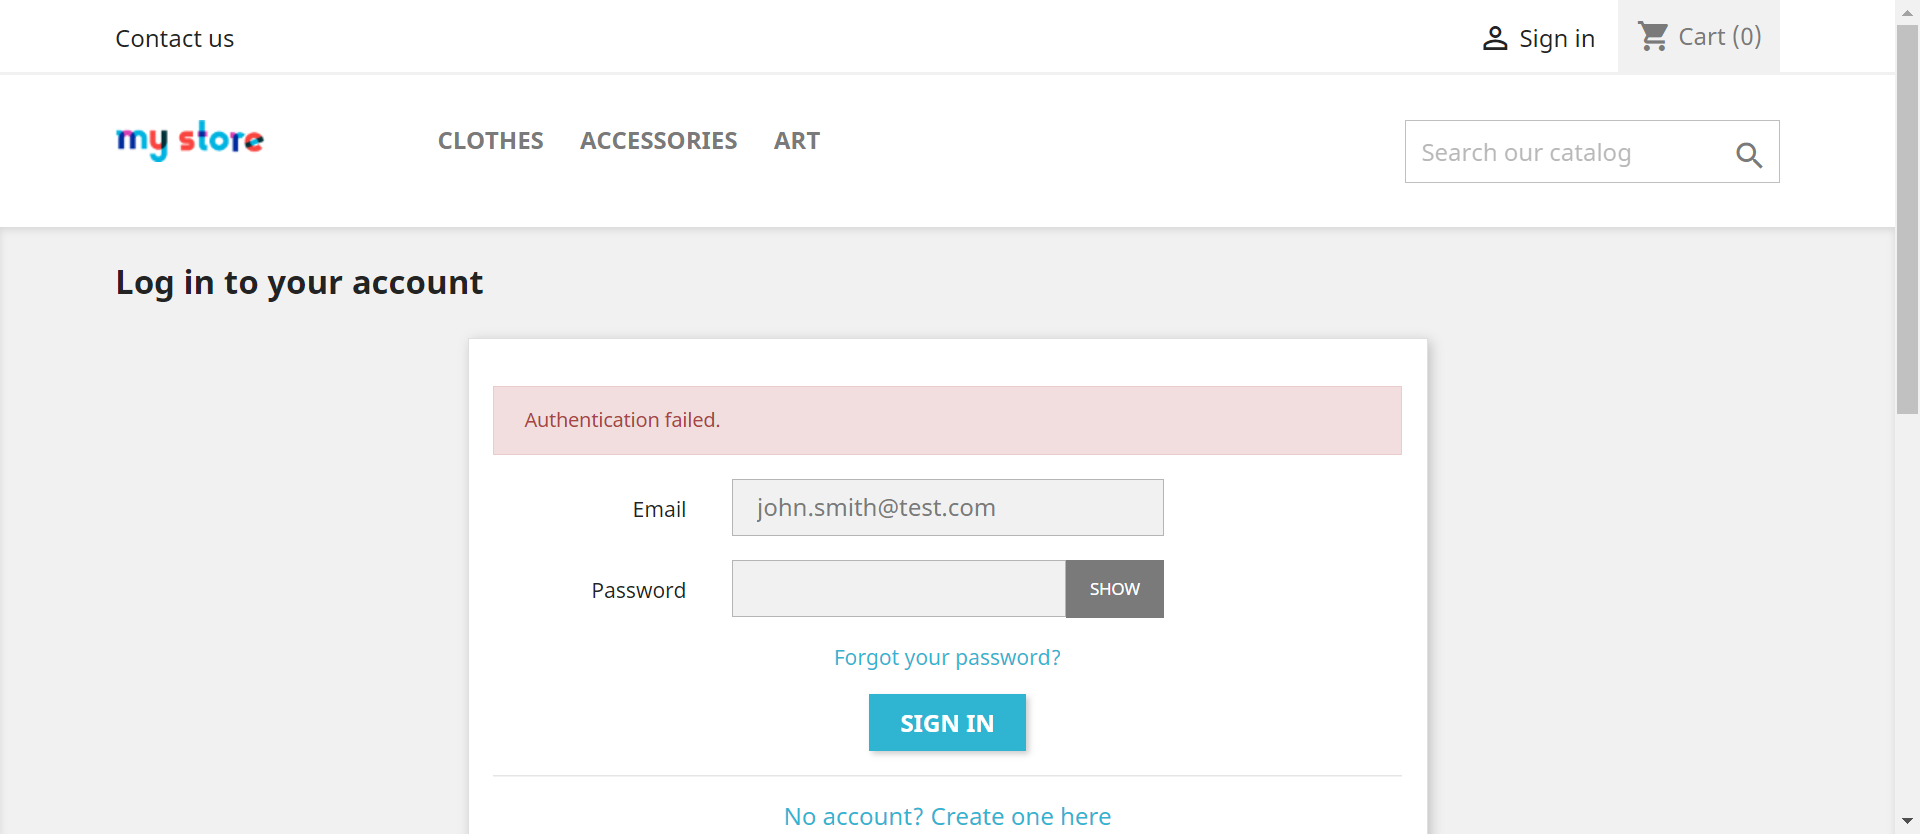 Contact us
Sign in
Cart (0)
my store
CLOTHES
ACCESSORIES
ART
Search our catalog
Log in to your account
Authentication failed.
Email
john.smith@test.com
Password
SHOW
Forgot your password?
SIGN IN
No account? Create one here